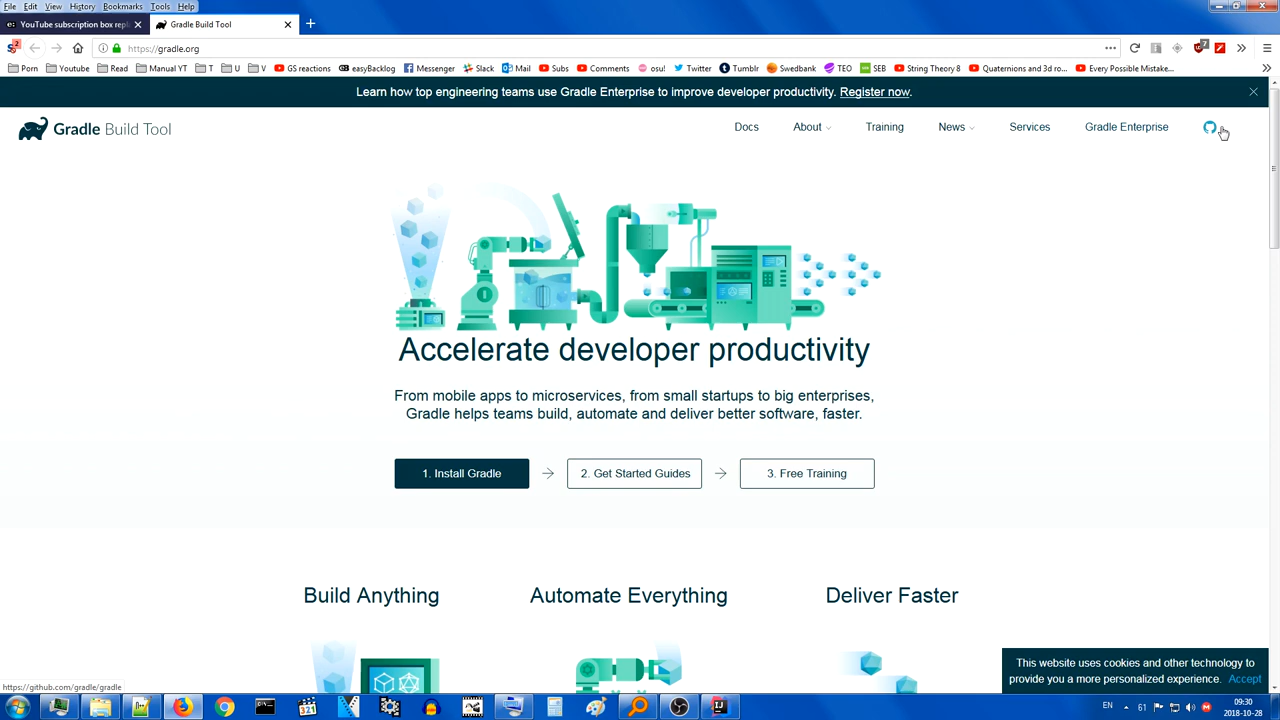 File Edit View History Bookmarks Tools Help
YouTube subscription box repl
Gradle Build Tool
https://gradle.org
Porn Youtube Read Manual YT T U V GS reactions easyBacklog Messenger Slack Mail Subs Comments osu! Twitter Tumblr Swedbank TEO SEB String Theory 8 Quaternions and 3d ro... Every Possible Mistake...
Learn how top engineering teams use Gradle Enterprise to improve developer productivity. Register now.
Gradle Build Tool
Docs About Training News Services Gradle Enterprise
Accelerate developer productivity
From mobile apps to microservices, from small startups to big enterprises,
Gradle helps teams build, automate and deliver better software, faster.
1. Install Gradle
2. Get Started Guides
3. Free Training
Build Anything
Automate Everything
Deliver Faster
This website uses cookies and other technology to
provide you a more personalized experience. Accept
https://github.com/gradle/gradle
EN 61 09:30
2018-10-28